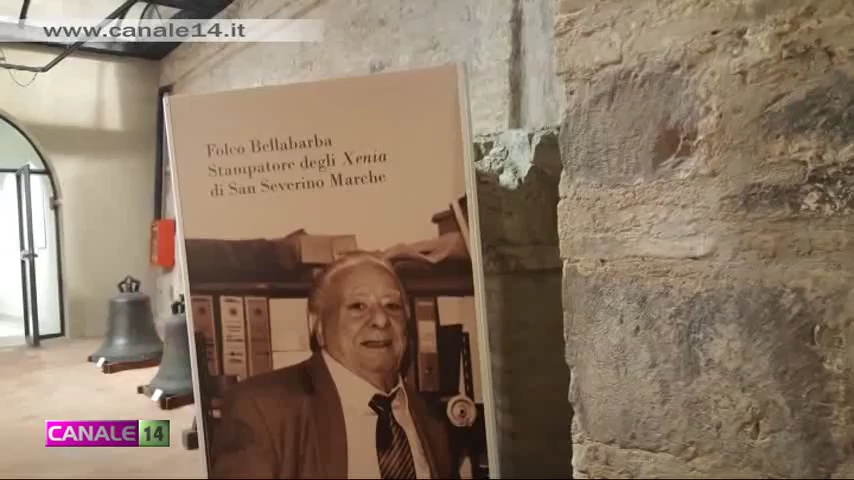 www.canale14.it
Folco Bellabarba
Stampatore degli Xenia
di San Severino Marche
CANALE 14